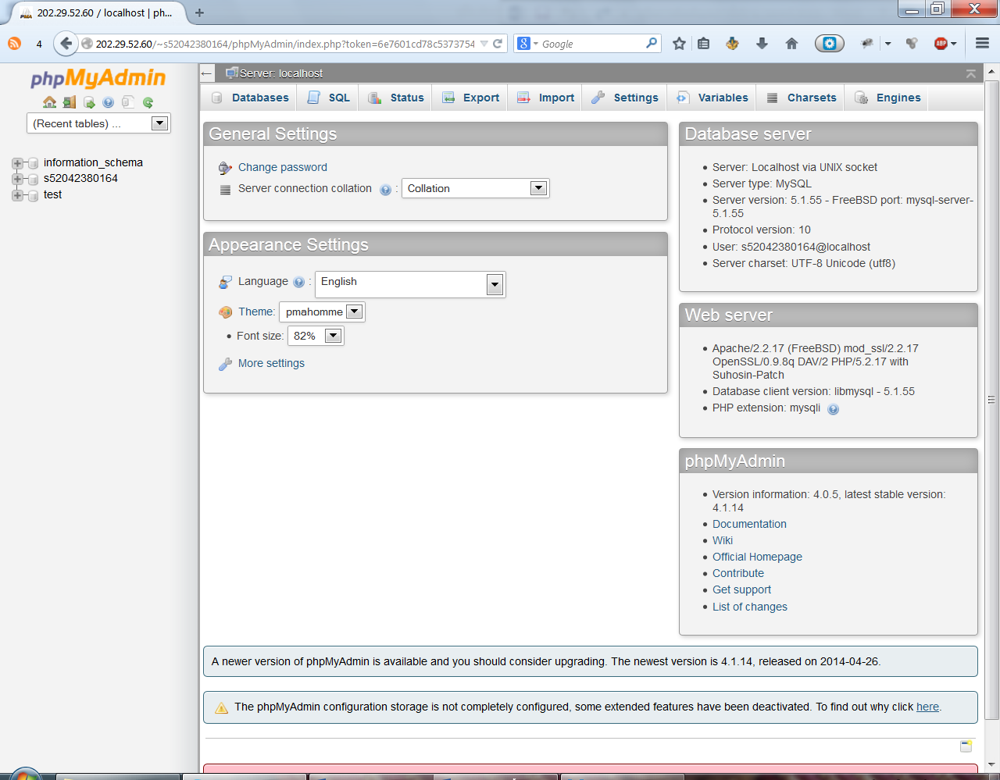 202.29.52.60 / localhost | ph...
4
202.29.52.60/~s52042380164/phpMyAdmin/index.php?token=6e7601cd78c5373754
Google
ABP
phpMyAdmin
(Recent tables) ...
information_schema
s52042380164
test
Server: localhost
Databases
SQL
Status
Export
Import
Settings
Variables
Charsets
Engines
General Settings
Change password
Server connection collation :
Collation
Appearance Settings
Language :
English
Theme:
pmahomme
Font size:
82%
More settings
Database server
Server: Localhost via UNIX socket
Server type: MySQL
Server version: 5.1.55 - FreeBSD port: mysql-server-
5.1.55
Protocol version: 10
User: s52042380164@localhost
Server charset: UTF-8 Unicode (utf8)
Web server
Apache/2.2.17 (FreeBSD) mod_ssl/2.2.17
OpenSSL/0.9.8q DAV/2 PHP/5.2.17 with
Suhosin-Patch
Database client version: libmysql - 5.1.55
PHP extension: mysqli
phpMyAdmin
Version information: 4.0.5, latest stable version:
4.1.14
Documentation
Wiki
Official Homepage
Contribute
Get support
List of changes
A newer version of phpMyAdmin is available and you should consider upgrading. The newest version is 4.1.14, released on 2014-04-26.
The phpMyAdmin configuration storage is not completely configured, some extended features have been deactivated. To find out why click here.